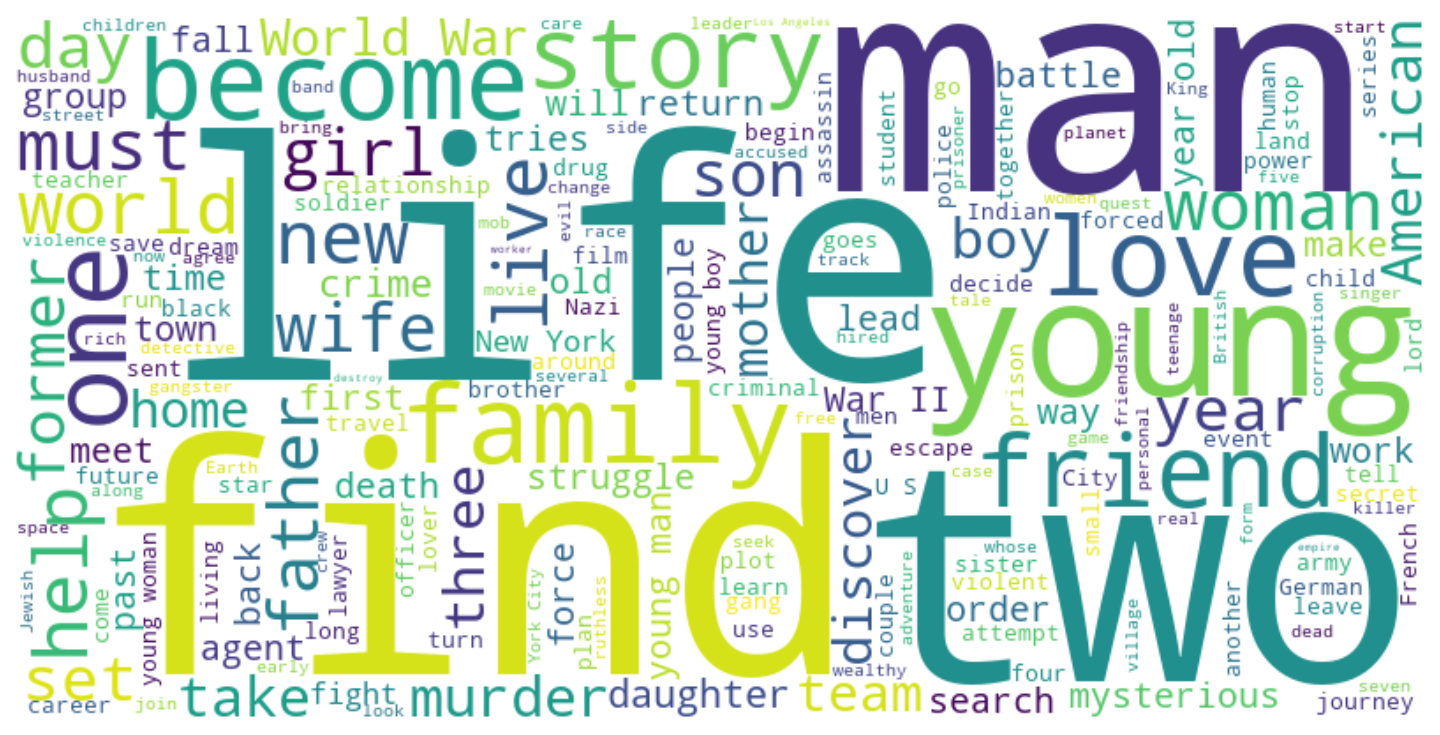 children
care
leader
Los Angeles
day
fall
World War
story
man
start
husband
become
band
group
street
will
return
battle
go
King
year
old
human
stop
series
American
must
bring
girl
tries
side
begin
accused
assassin
student
police
prisoner
together
planet
land
power
five
teacher
relationship
soldier
drug
change
son
life
world
live
mob
evil
race
film
mother
women
quest
woman
Indian
forced
violence
save
dream
now
agree
new
worker
people
young boy
goes
track
boy
love
make
one
time
crime
movie
old
Nazi
decide
child
former
run
black
wife
tale
singer
rich
town
detective
New York
lead
hired
young
teenage
British
corruption
lord
sent
gangster
destroy
around
several
home
first
brother
criminal
War II
men
prison
friendship
father
travel
family
free
way
year
meet
escape
game
personal
event
friend
work
future
along
Earth
star
death
struggle
discover
U S
case
City
small
tell
secret
killer
help
space
past
three
young man
find
two
real
form
French
Jewish
come
young woman
living
back
crew
lawyer
officer
lover
force
seek
plot
learn
gang
use
couple
adventure
whose
sister
violent
order
attempt
empire
army
German
leave
dead
village
another
long
turn
York City
plan
ruthless
agent
early
set
wealthy
four
career
join
take
fight
look
murder
daughter
team
search
mysterious
seven
journey